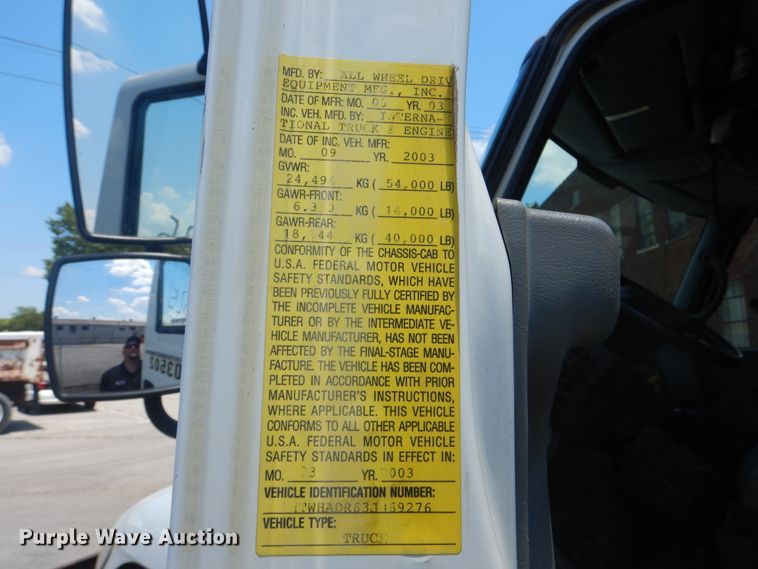 MFD. BY: ALL WHEEL DRIV
EQUIPMENT MFG., INC.
DATE OF MFR: MO. YR. 03
INC. VEH. MFD. BY: INTERNA-
TIONAL TRUCK & ENGINE
DATE OF INC. VEH. MFR:
MO. 09 YR. 2003
GVWR:
24,494 KG ( 54,000 LB)
GAWR-FRONT:
KG ( 14,000 LB)
GAWR-REAR:
KG ( 40,000 LB)
CONFORMITY OF THE CHASSIS-CAB TO
U.S.A. FEDERAL MOTOR VEHICLE
SAFETY STANDARDS, WHICH HAVE
BEEN PREVIOUSLY FULLY CERTIFIED BY
THE INCOMPLETE VEHICLE MANUFAC-
TURER OR BY THE INTERMEDIATE VE-
HICLE MANUFACTURER, HAS NOT BEEN
AFFECTED BY THE FINAL-STAGE MANU-
FACTURE. THE VEHICLE HAS BEEN COM-
PLETED IN ACCORDANCE WITH PRIOR
MANUFACTURER'S INSTRUCTIONS,
WHERE APPLICABLE. THIS VEHICLE
CONFORMS TO ALL OTHER APPLICABLE
U.S.A. FEDERAL MOTOR VEHICLE
SAFETY STANDARDS IN EFFECT IN:
MO. YR.
VEHICLE IDENTIFICATION NUMBER:
VEHICLE TYPE:
TRUCK
Purple Wave Auction